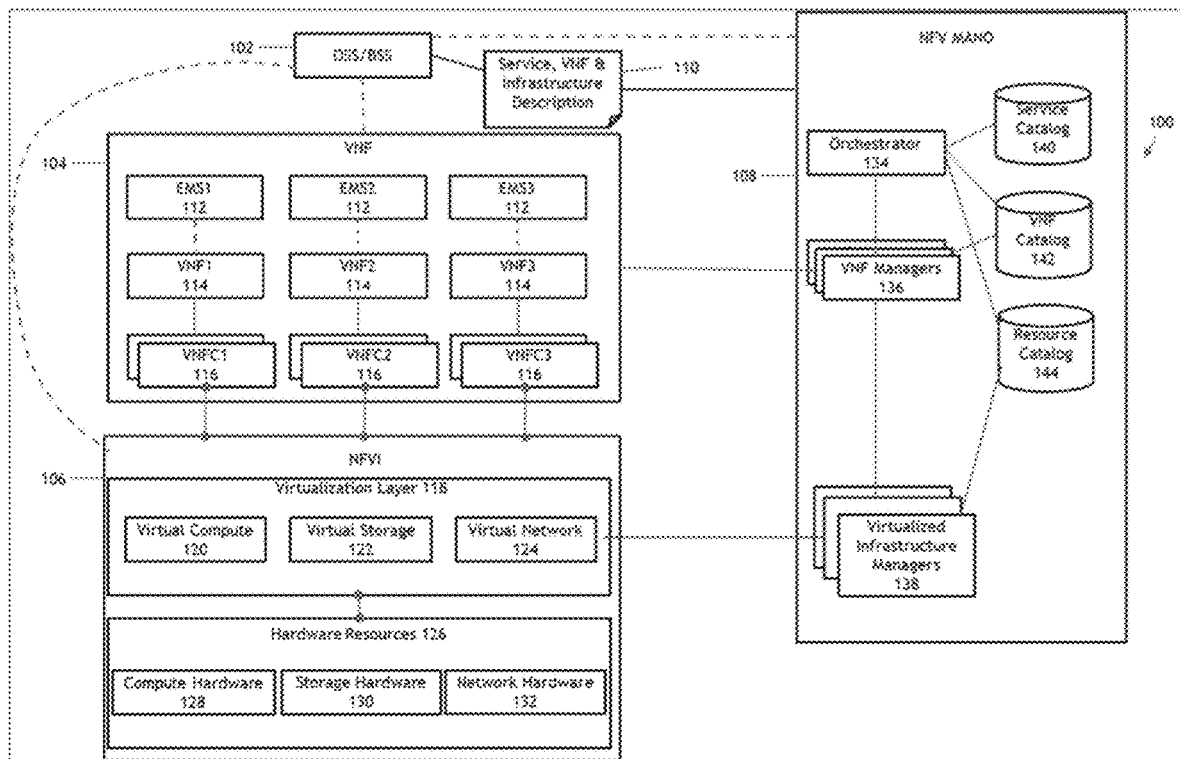 102
OSS/BSS
Service, VNF &
Infrastructure
Description
110
NFV MANO
100
104
VNF
EMS1
112
EMS2
112
EMS3
112
VNF1
114
VNF2
114
VNF3
114
VNFC1
116
VNFC2
116
VNFC3
116
108
Orchestrator
134
Service
Catalog
140
VNF
Catalog
142
VNF Managers
136
Resource
Catalog
144
106
NFVI
Virtualization Layer 118
Virtual Compute
120
Virtual Storage
122
Virtual Network
124
Virtualized
Infrastructure
Managers
138
Hardware Resources 126
Compute Hardware
128
Storage Hardware
130
Network Hardware
132